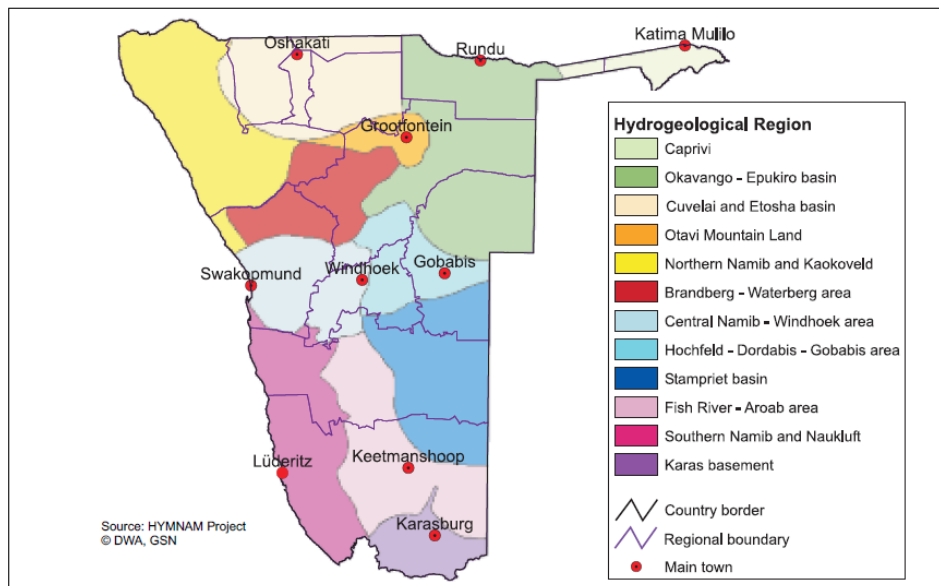 Oshakati
Rundu
Katima Mulilo
Grootfontein
Swakopmund
Windhoek
Gobabis
Lüderitz
Keetmanshoop
Karasburg
Source: HYMNAM Project
© DWA, GSN
Hydrogeological Region
Caprivi
Okavango - Epukiro basin
Cuvelai and Etosha basin
Otavi Mountain Land
Northern Namib and Kaokoveld
Brandberg - Waterberg area
Central Namib - Windhoek area
Hochfeld - Dordabis - Gobabis area
Stampriet basin
Fish River - Aroab area
Southern Namib and Naukluft
Karas basement
Country border
Regional boundary
Main town